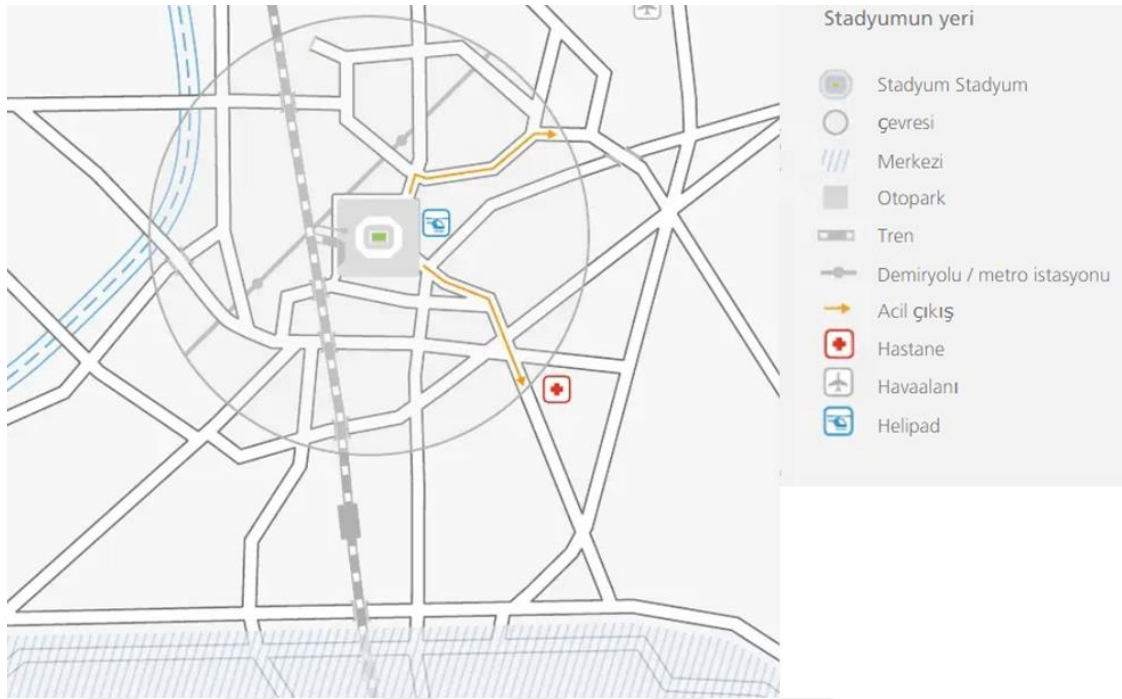 Stadyumun yeri
Stadyum Stadyum
çevresi
Merkezi
Otopark
Tren
Demiryolu / metro istasyonu
Acil çıkış
Hastane
Havaalanı
Helipad